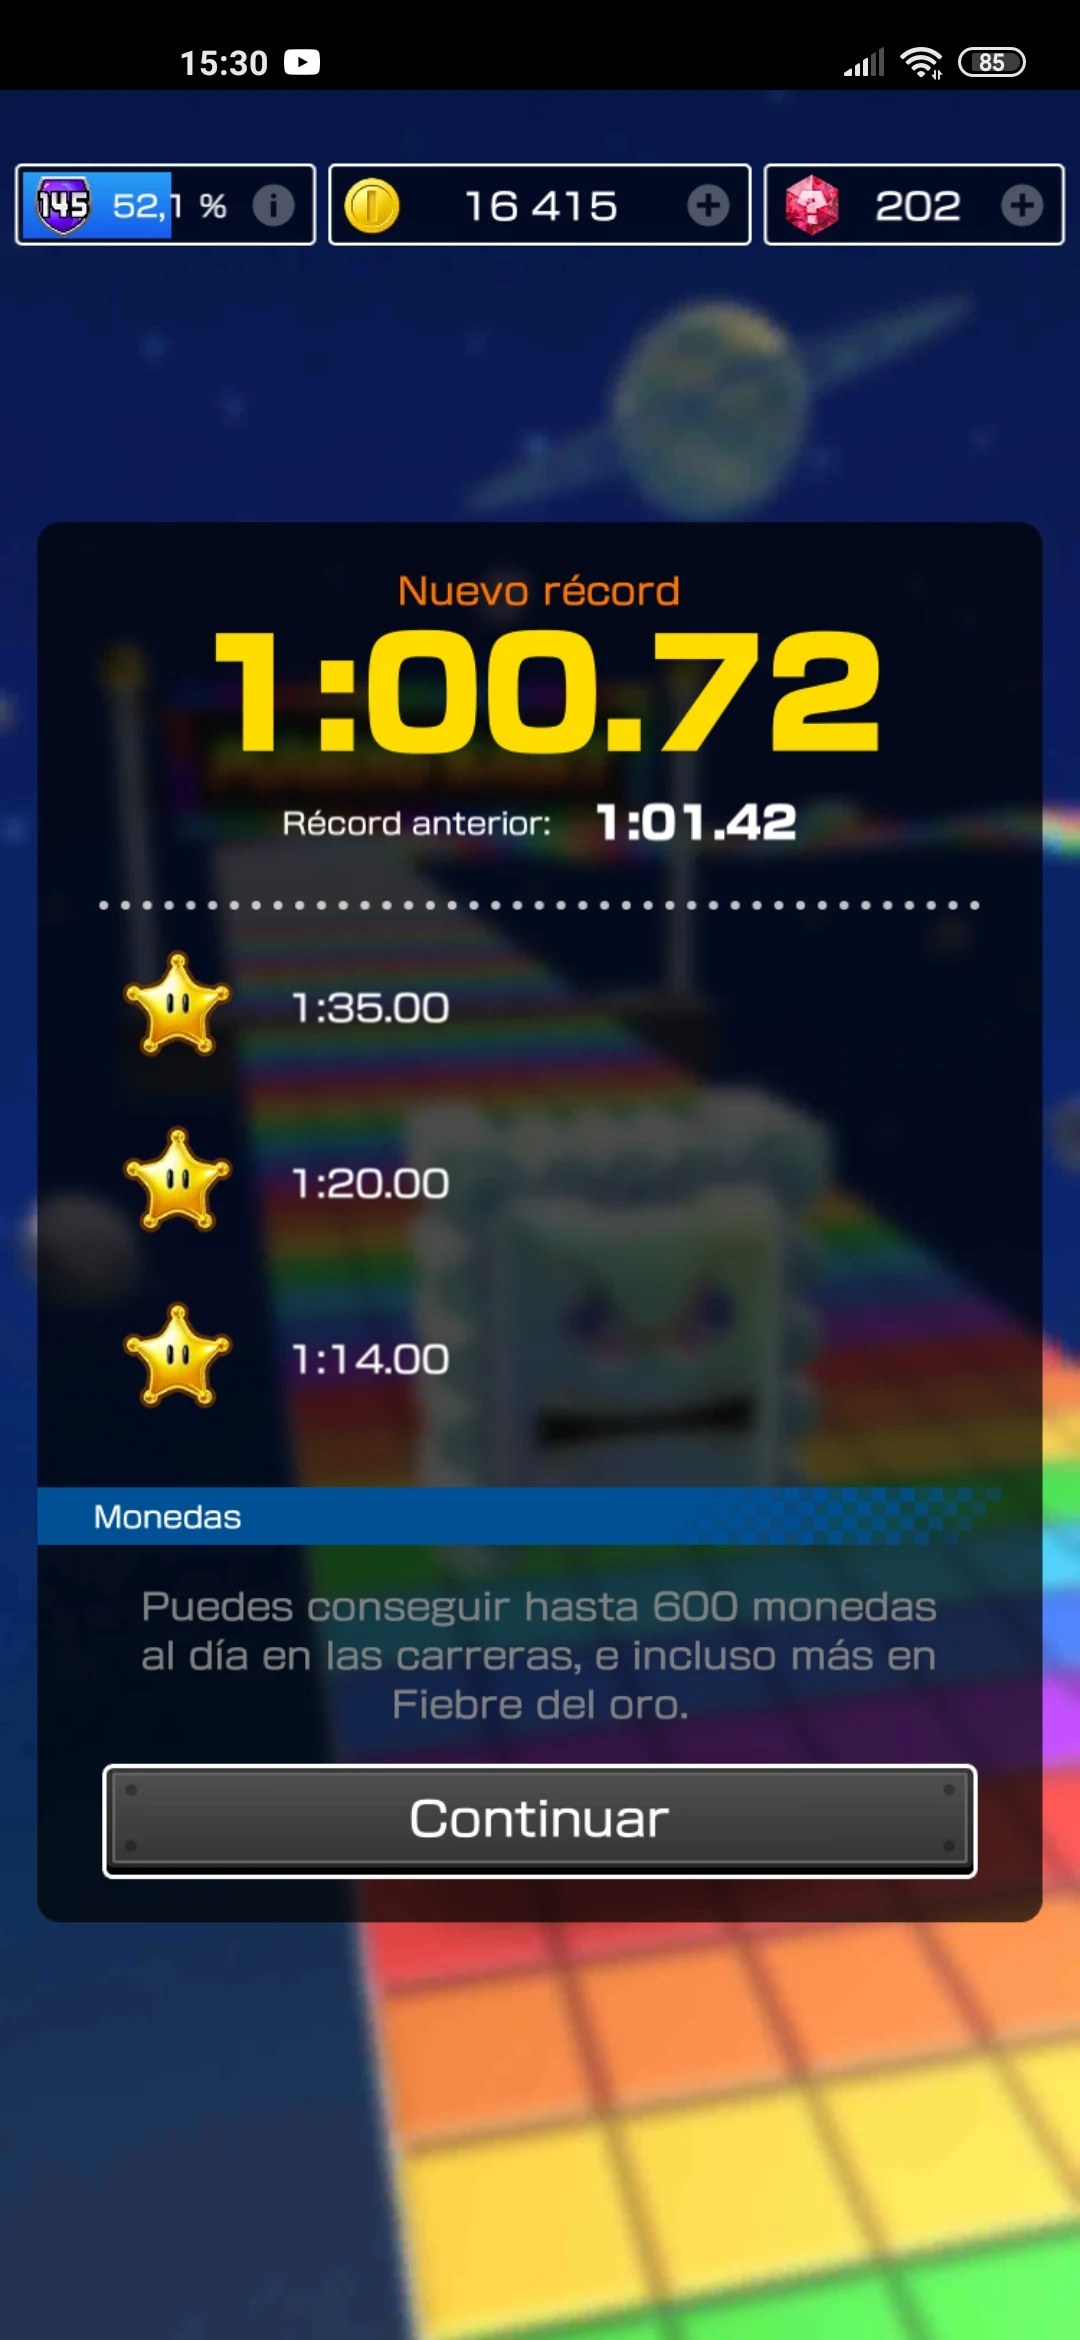 15:30
85
145 52,1 %
16 415
202
Nuevo récord
1:00.72
Récord anterior: 1:01.42
1:35.00
1:20.00
1:14.00
Monedas
Puedes conseguir hasta 600 monedas
al día en las carreras, e incluso más en
Fiebre del oro.
Continuar